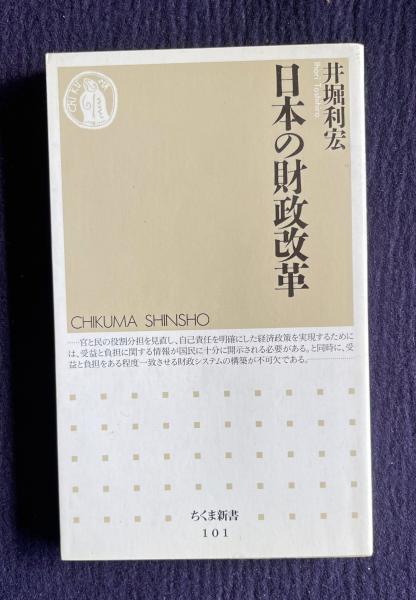 井堀利宏
Ihori Toshihiro
日本の財政改革
CHI KU MA
CHIKUMA SHINSHO
……官と民の役割分担を見直し、自己責任を明確にした経済政策を実現するために
は、受益と負担に関する情報が国民に十分に開示される必要がある。と同時に、受
益と負担をある程度一致させる財政システムの構築が不可欠である。……
ちくま新書
101